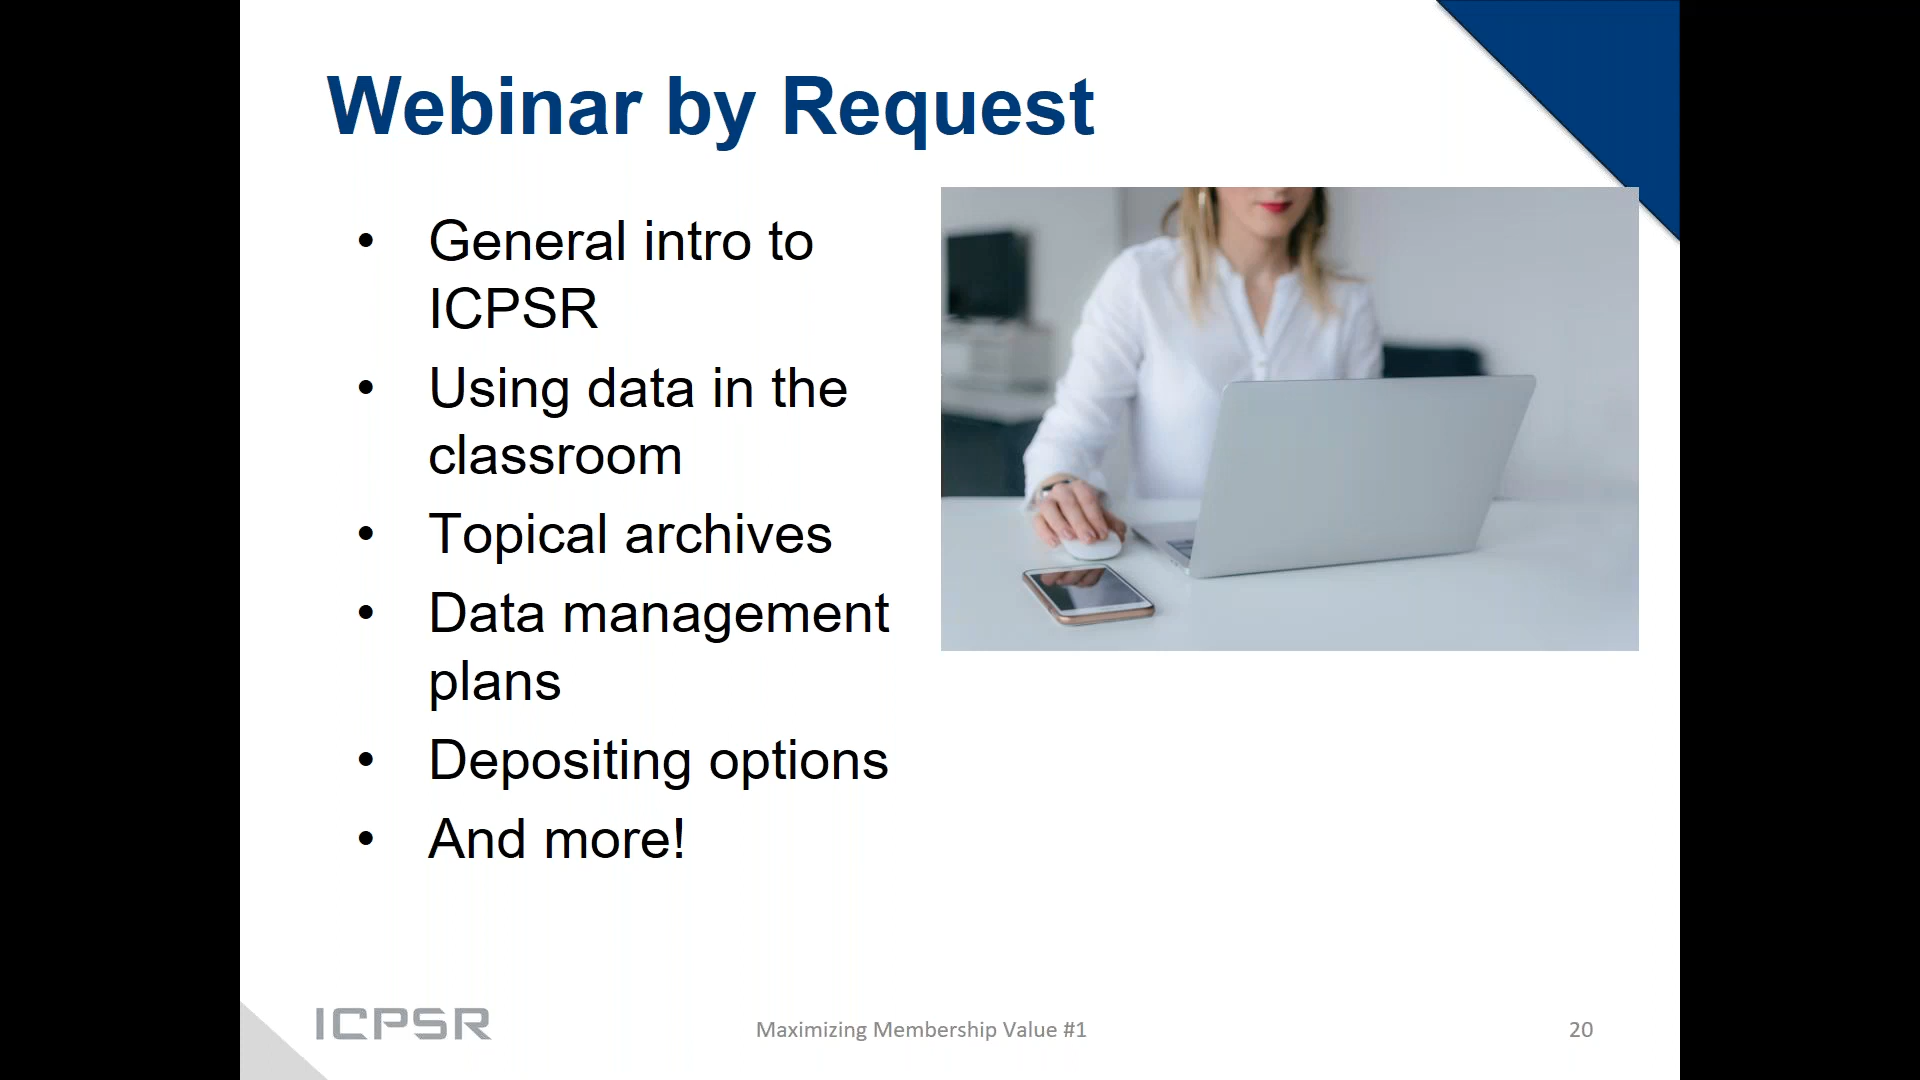 Webinar by Request
• General intro to
ICPSR
• Using data in the
classroom
• Topical archives
• Data management
plans
• Depositing options
• And more!
ICPSR
Maximizing Membership Value #1
20